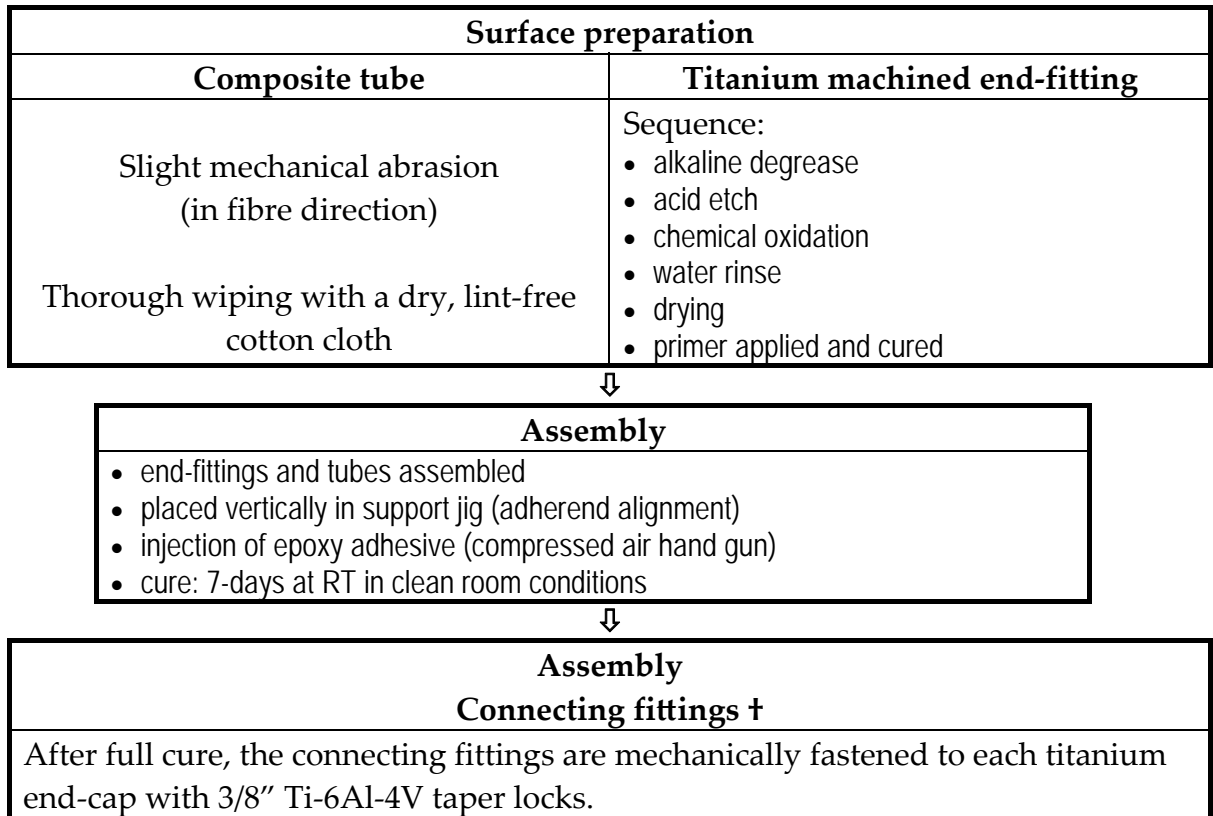 Surface preparation
Composite tube
Titanium machined end-fitting
Slight mechanical abrasion
(in fibre direction)
Thorough wiping with a dry, lint-free
cotton cloth
Sequence:
• alkaline degrease
• acid etch
• chemical oxidation
• water rinse
• drying
• primer applied and cured
⇩
Assembly
• end-fittings and tubes assembled
• placed vertically in support jig (adherend alignment)
• injection of epoxy adhesive (compressed air hand gun)
• cure: 7-days at RT in clean room conditions
⇩
Assembly
Connecting fittings †
After full cure, the connecting fittings are mechanically fastened to each titanium
end-cap with 3/8” Ti-6Al-4V taper locks.